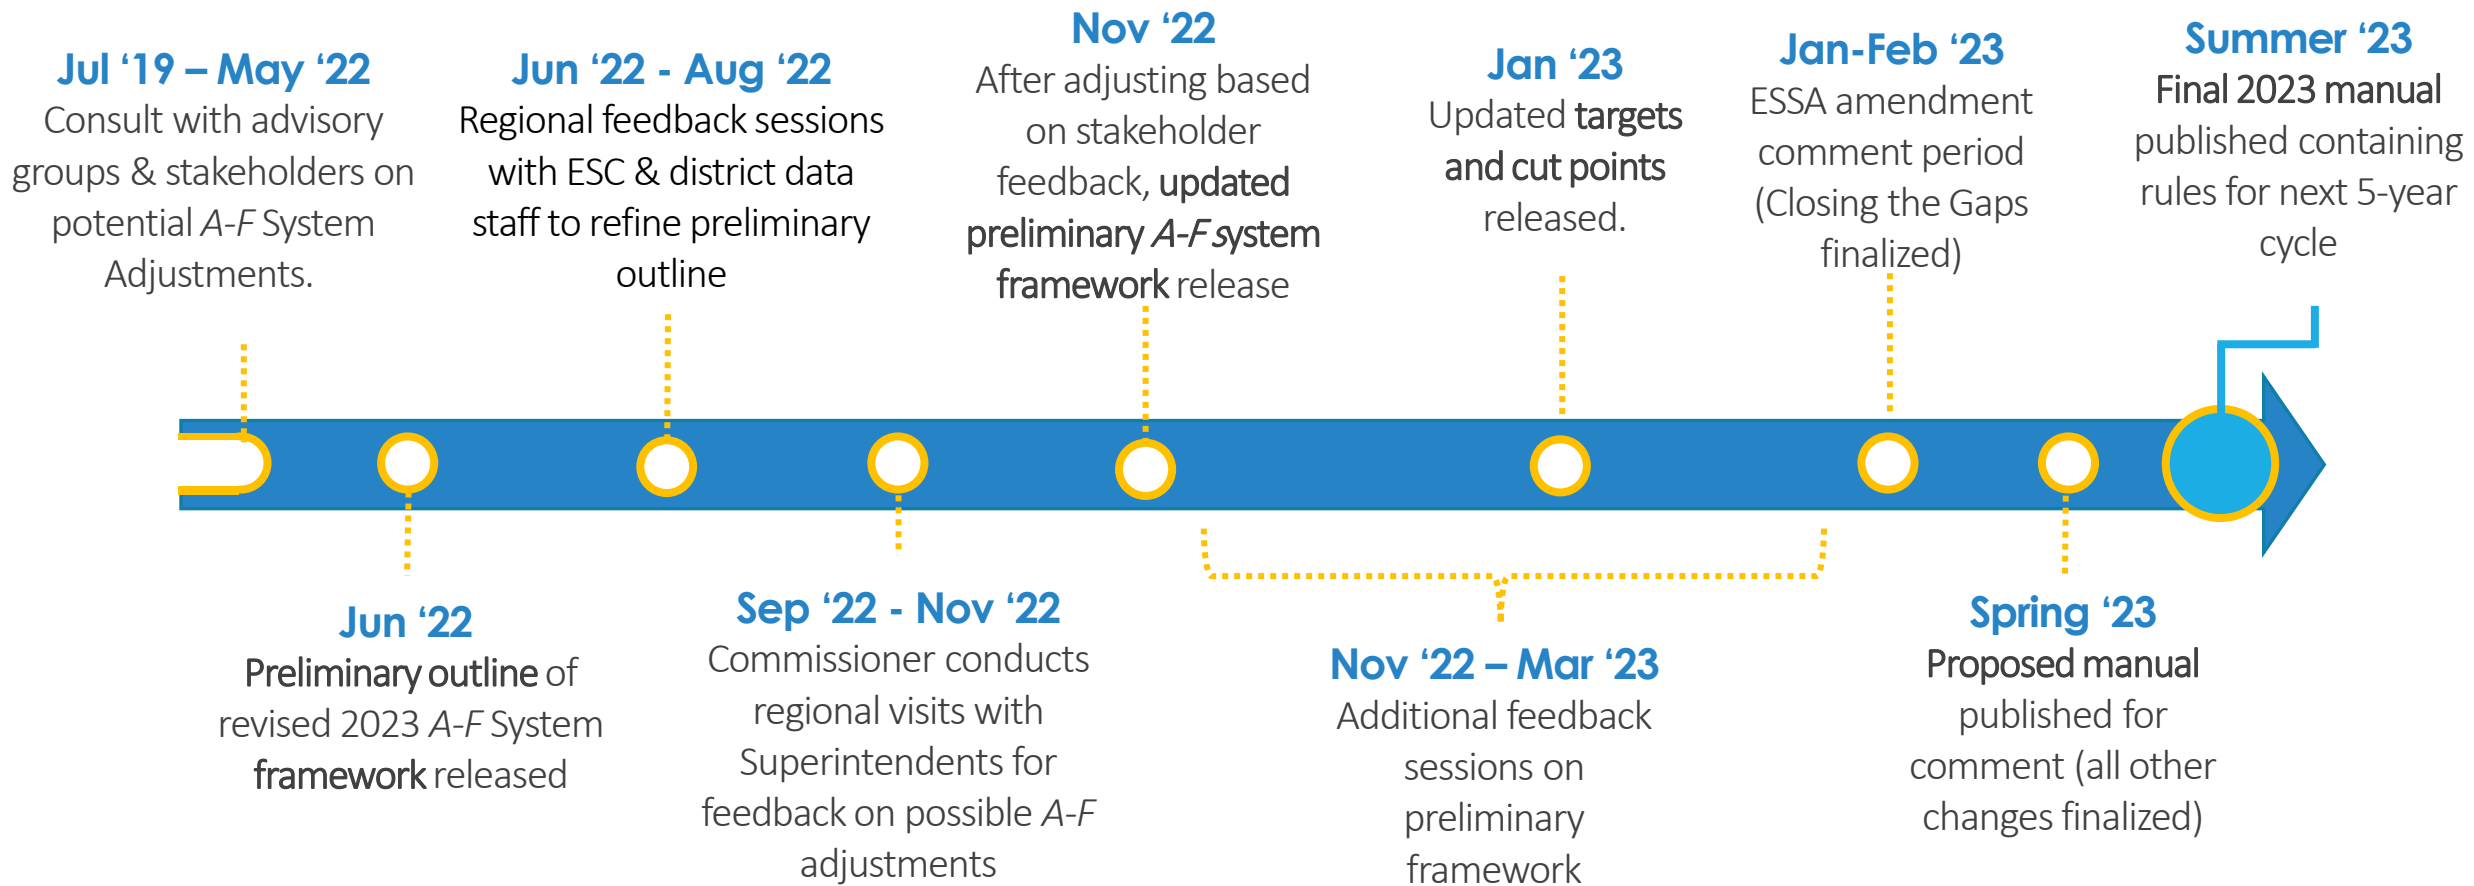 Jul ‘19 – May ‘22
Consult with advisory
groups & stakeholders on
potential A-F System
Adjustments.
Jun ‘22
Preliminary outline of
revised 2023 A-F System
framework released
Jun ‘22 - Aug ‘22
Regional feedback sessions
with ESC & district data
staff to refine preliminary
outline
Sep ‘22 - Nov ‘22
Commissioner conducts
regional visits with
Superintendents for
feedback on possible A-F
adjustments
Nov ‘22
After adjusting based
on stakeholder
feedback, updated
preliminary A-F system
framework release
Nov ‘22 – Mar ‘23
Additional feedback
sessions on
preliminary
framework
Jan ‘23
Updated targets
and cut points
released.
Jan-Feb ‘23
ESSA amendment
comment period
(Closing the Gaps
finalized)
Spring ‘23
Proposed manual
published for
comment (all other
changes finalized)
Summer ‘23
Final 2023 manual
published containing
rules for next 5-year
cycle